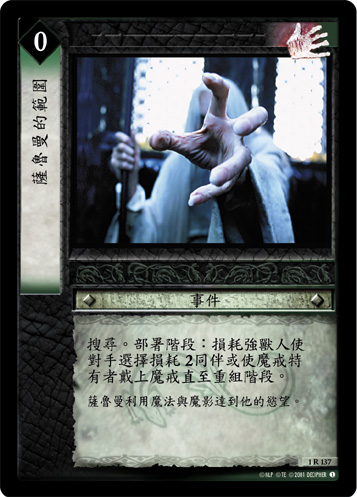 0
薩魯曼的範圍
事件
搜尋。部署階段：損耗強獸人使
對手選擇損耗 2同伴或使魔戒持
有者戴上魔戒直至重組階段。
薩魯曼利用魔法與魔影達到他的慾望。
1 R 137
©NLP ™TE ©2001 DECIPHER